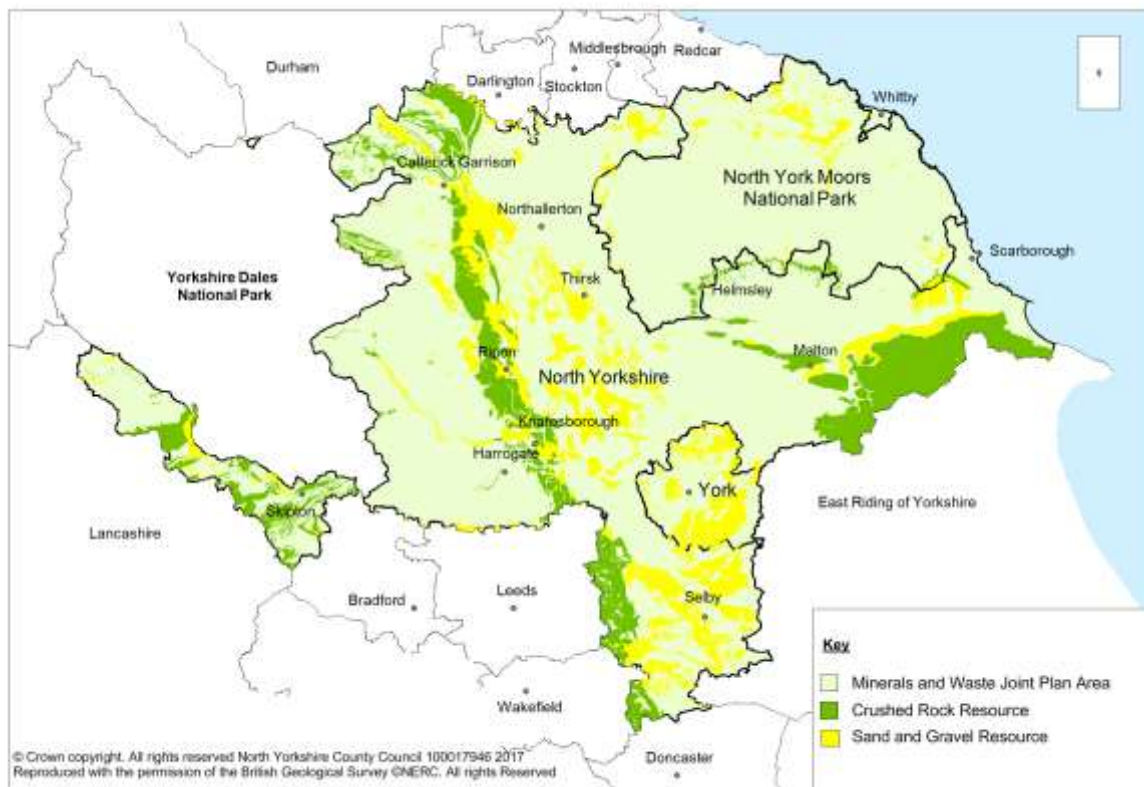 Middlesbrough
Redcar
Durham
Darlington
Stockton
Whitby
Catterick Garrison
North York Moors
National Park
Northallerton
Scarborough
Yorkshire Dales
National Park
Thirsk
Helmsley
Ripon
North Yorkshire
Malton
Knaresborough
Harrogate
York
Skipton
East Riding of Yorkshire
Lancashire
Bradford
Leeds
Selby
Wakefield
Doncaster
Key
Minerals and Waste Joint Plan Area
Crushed Rock Resource
Sand and Gravel Resource
© Crown copyright. All rights reserved North Yorkshire County Council 100017946 2017
Reproduced with the permission of the British Geological Survey ©NERC. All rights Reserved